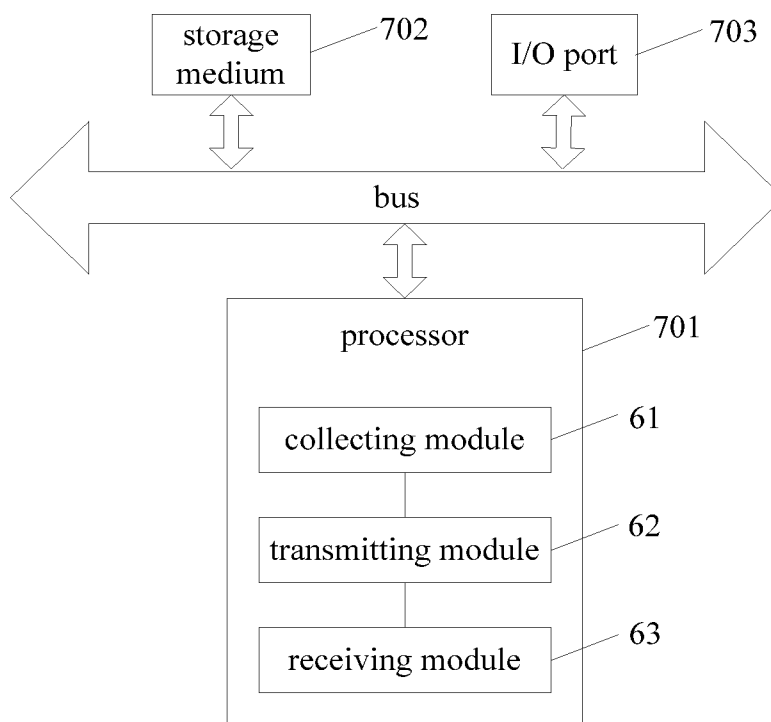 storage
medium
702
I/O port
703
bus
processor
701
collecting module
61
transmitting module
62
receiving module
63